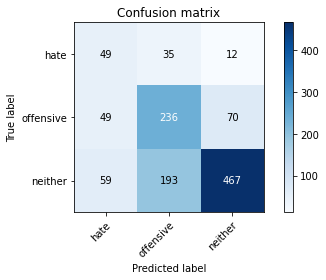 Confusion matrix
hate
49 35 12
400
offensive
49 236 70
300
200
neither
59 193 467
100
hate
offensive
neither
True label
Predicted label